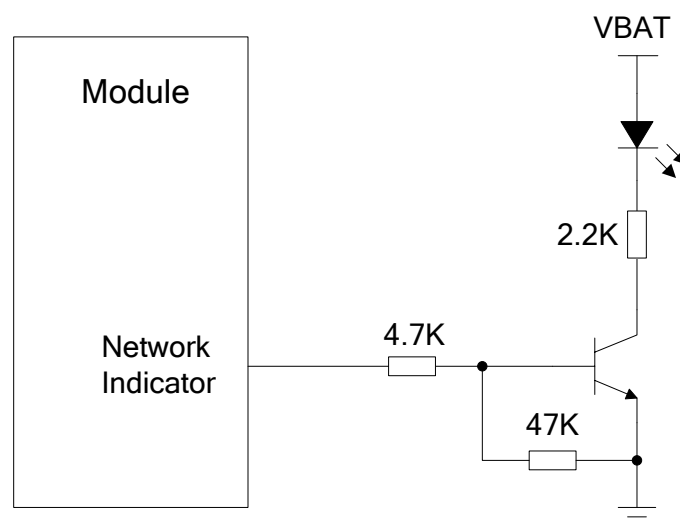 VBAT
Module
2.2K
4.7K
Network
Indicator
47K